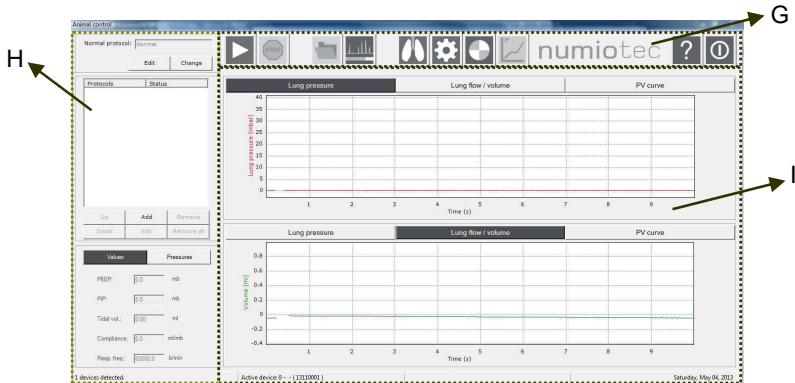 Animal control
G
Normal protocol: Normal
Edit Change
STOP
numiotec ?
H
Protocols Status
Up Add Remove
Down Edit Remove all
Values Pressures
PEEP: 0.0 mb
PIP: 0.0 mb
Tidal vol.: 0.00 ml
Compliance: 0.0 ml/mb
Resp. freq.: 60000.0 b/min
Lung pressure Lung flow / volume PV curve
40
35
30
25
20
15
10
5
0
Lung pressure (mbar)
1 2 3 4 5 6 7 8 9
Time (s)
I
Lung pressure Lung flow / volume PV curve
0.8
0.6
0.4
0.2
0
-0.2
-0.4
Volume (ml)
1 2 3 4 5 6 7 8 9
Time (s)
1 devices detected. Active device: 0 - - ( 13110001 ) Saturday, May 04, 2013